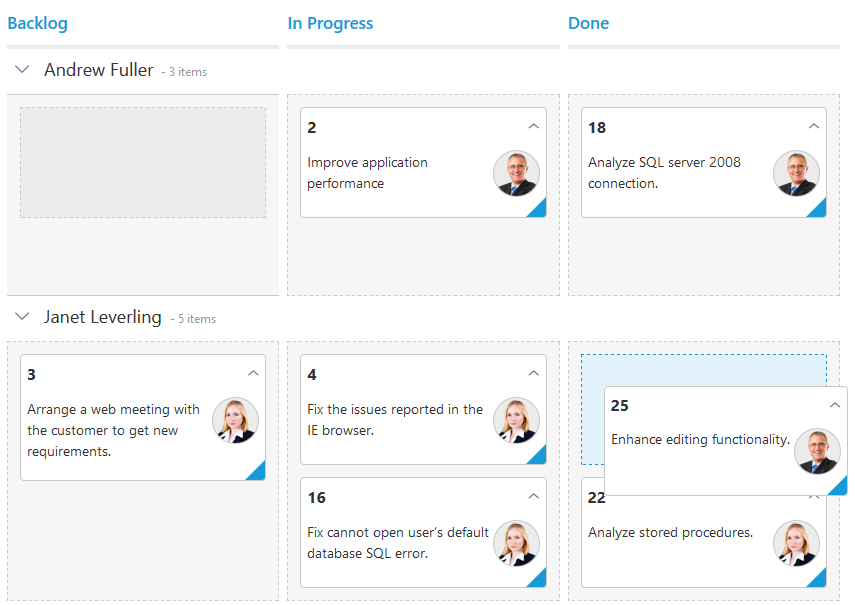 Backlog In Progress Done
Andrew Fuller - 3 items
2
Improve application
performance
18
Analyze SQL server 2008
connection.
Janet Leverling - 5 items
3
Arrange a web meeting with
the customer to get new
requirements.
4
Fix the issues reported in the
IE browser.
25
Enhance editing functionality.
16
Fix cannot open user's default
database SQL error.
22
Analyze stored procedures.